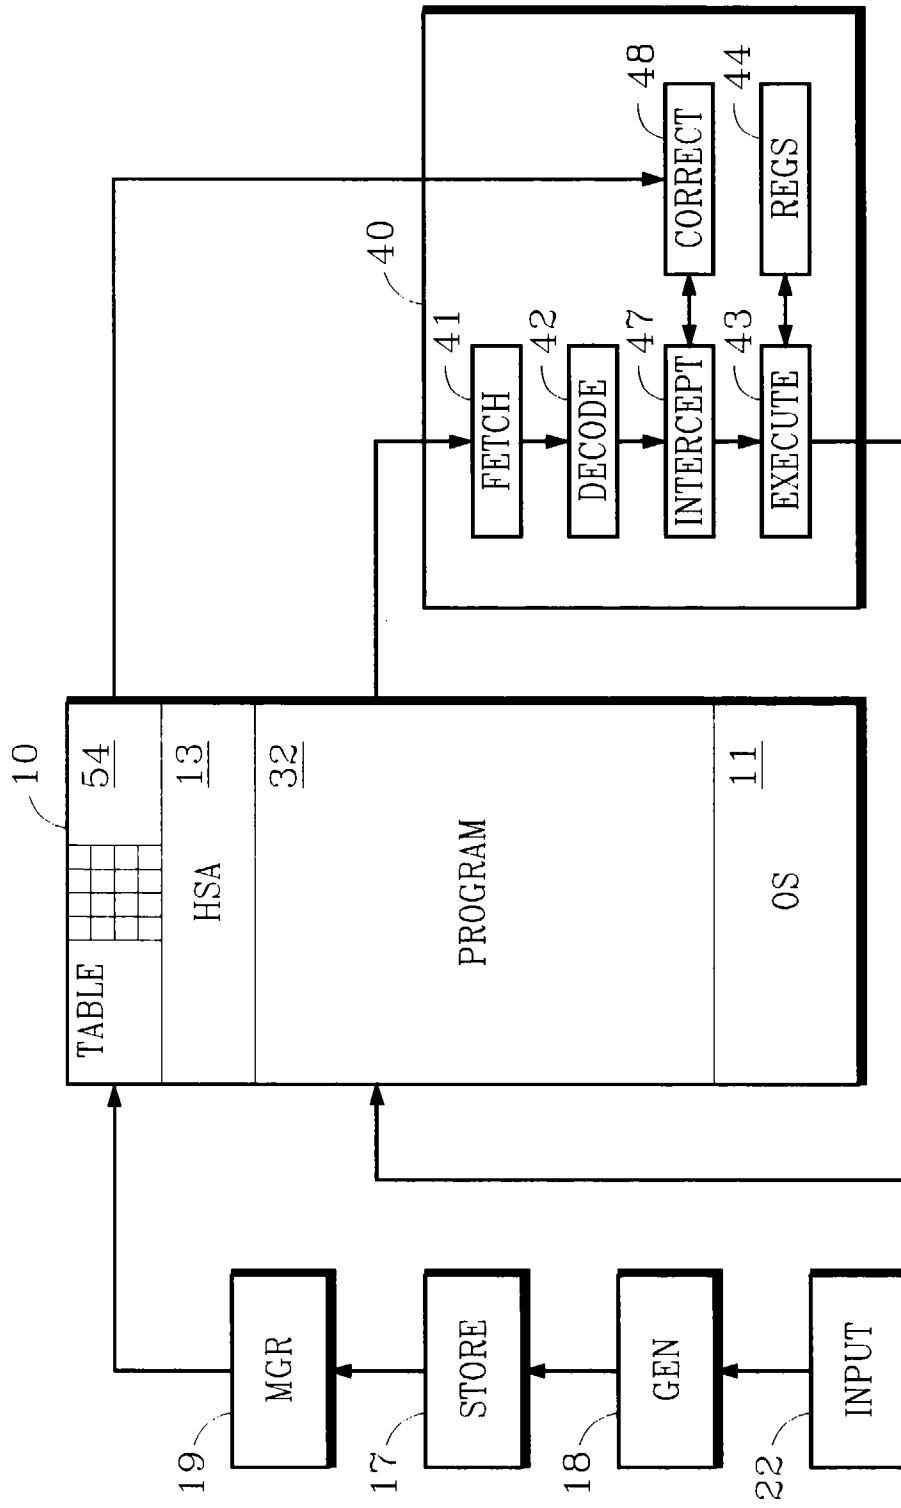 19
MGR
17
STORE
18
GEN
22
INPUT
10
TABLE
54
HSA
13
PROGRAM
32
OS
11
40
FETCH
41
DECODE
42
INTERCEPT
47
CORRECT
48
EXECUTE
43
REGS
44